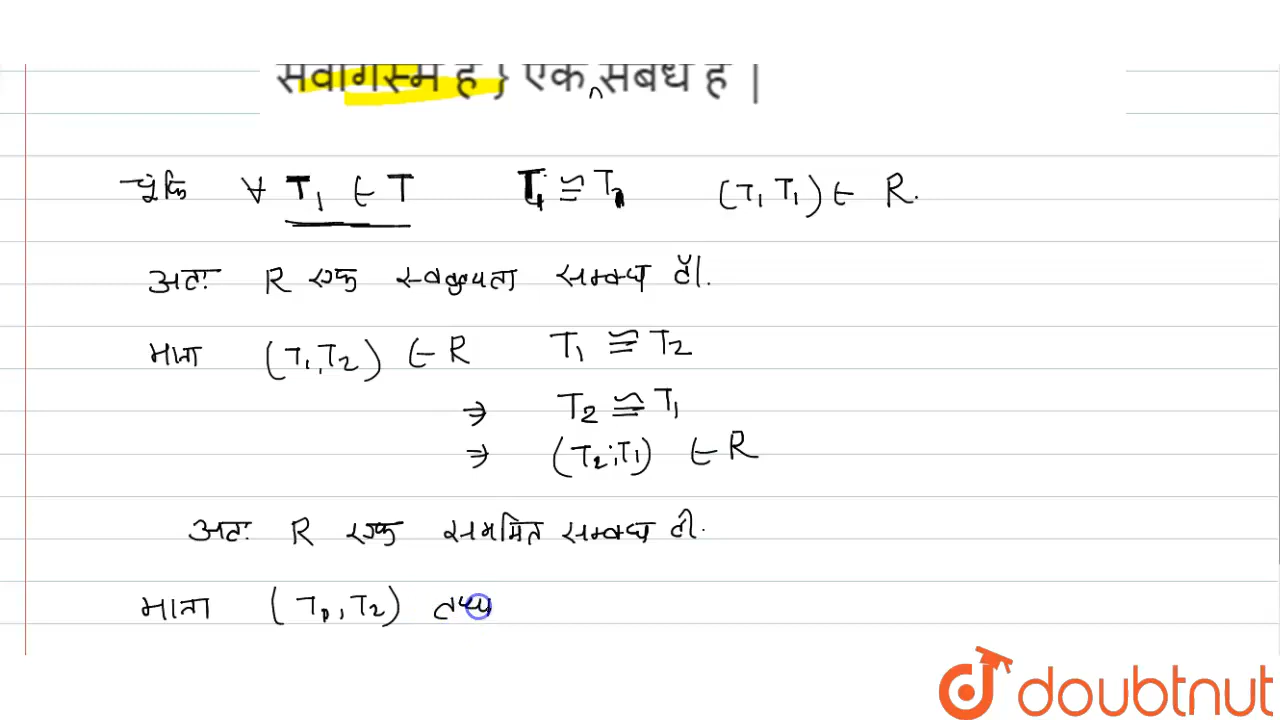 सर्वांगसम है } एक संबंध है |
चूंकि ∀ T₁ ∈ T T₁ ≅ T₁ (T₁ T₁) ∈ R.
अतः R एक स्वतुल्यता सम्बन्ध है.
माना (T₁,T₂) ∈ R T₁ ≅ T₂
⇒ T₂ ≅ T₁
⇒ (T₂,T₁) ∈ R
अतः R एक सममित सम्बन्ध है.
माना (T₁,T₂) तथा
doubtnut